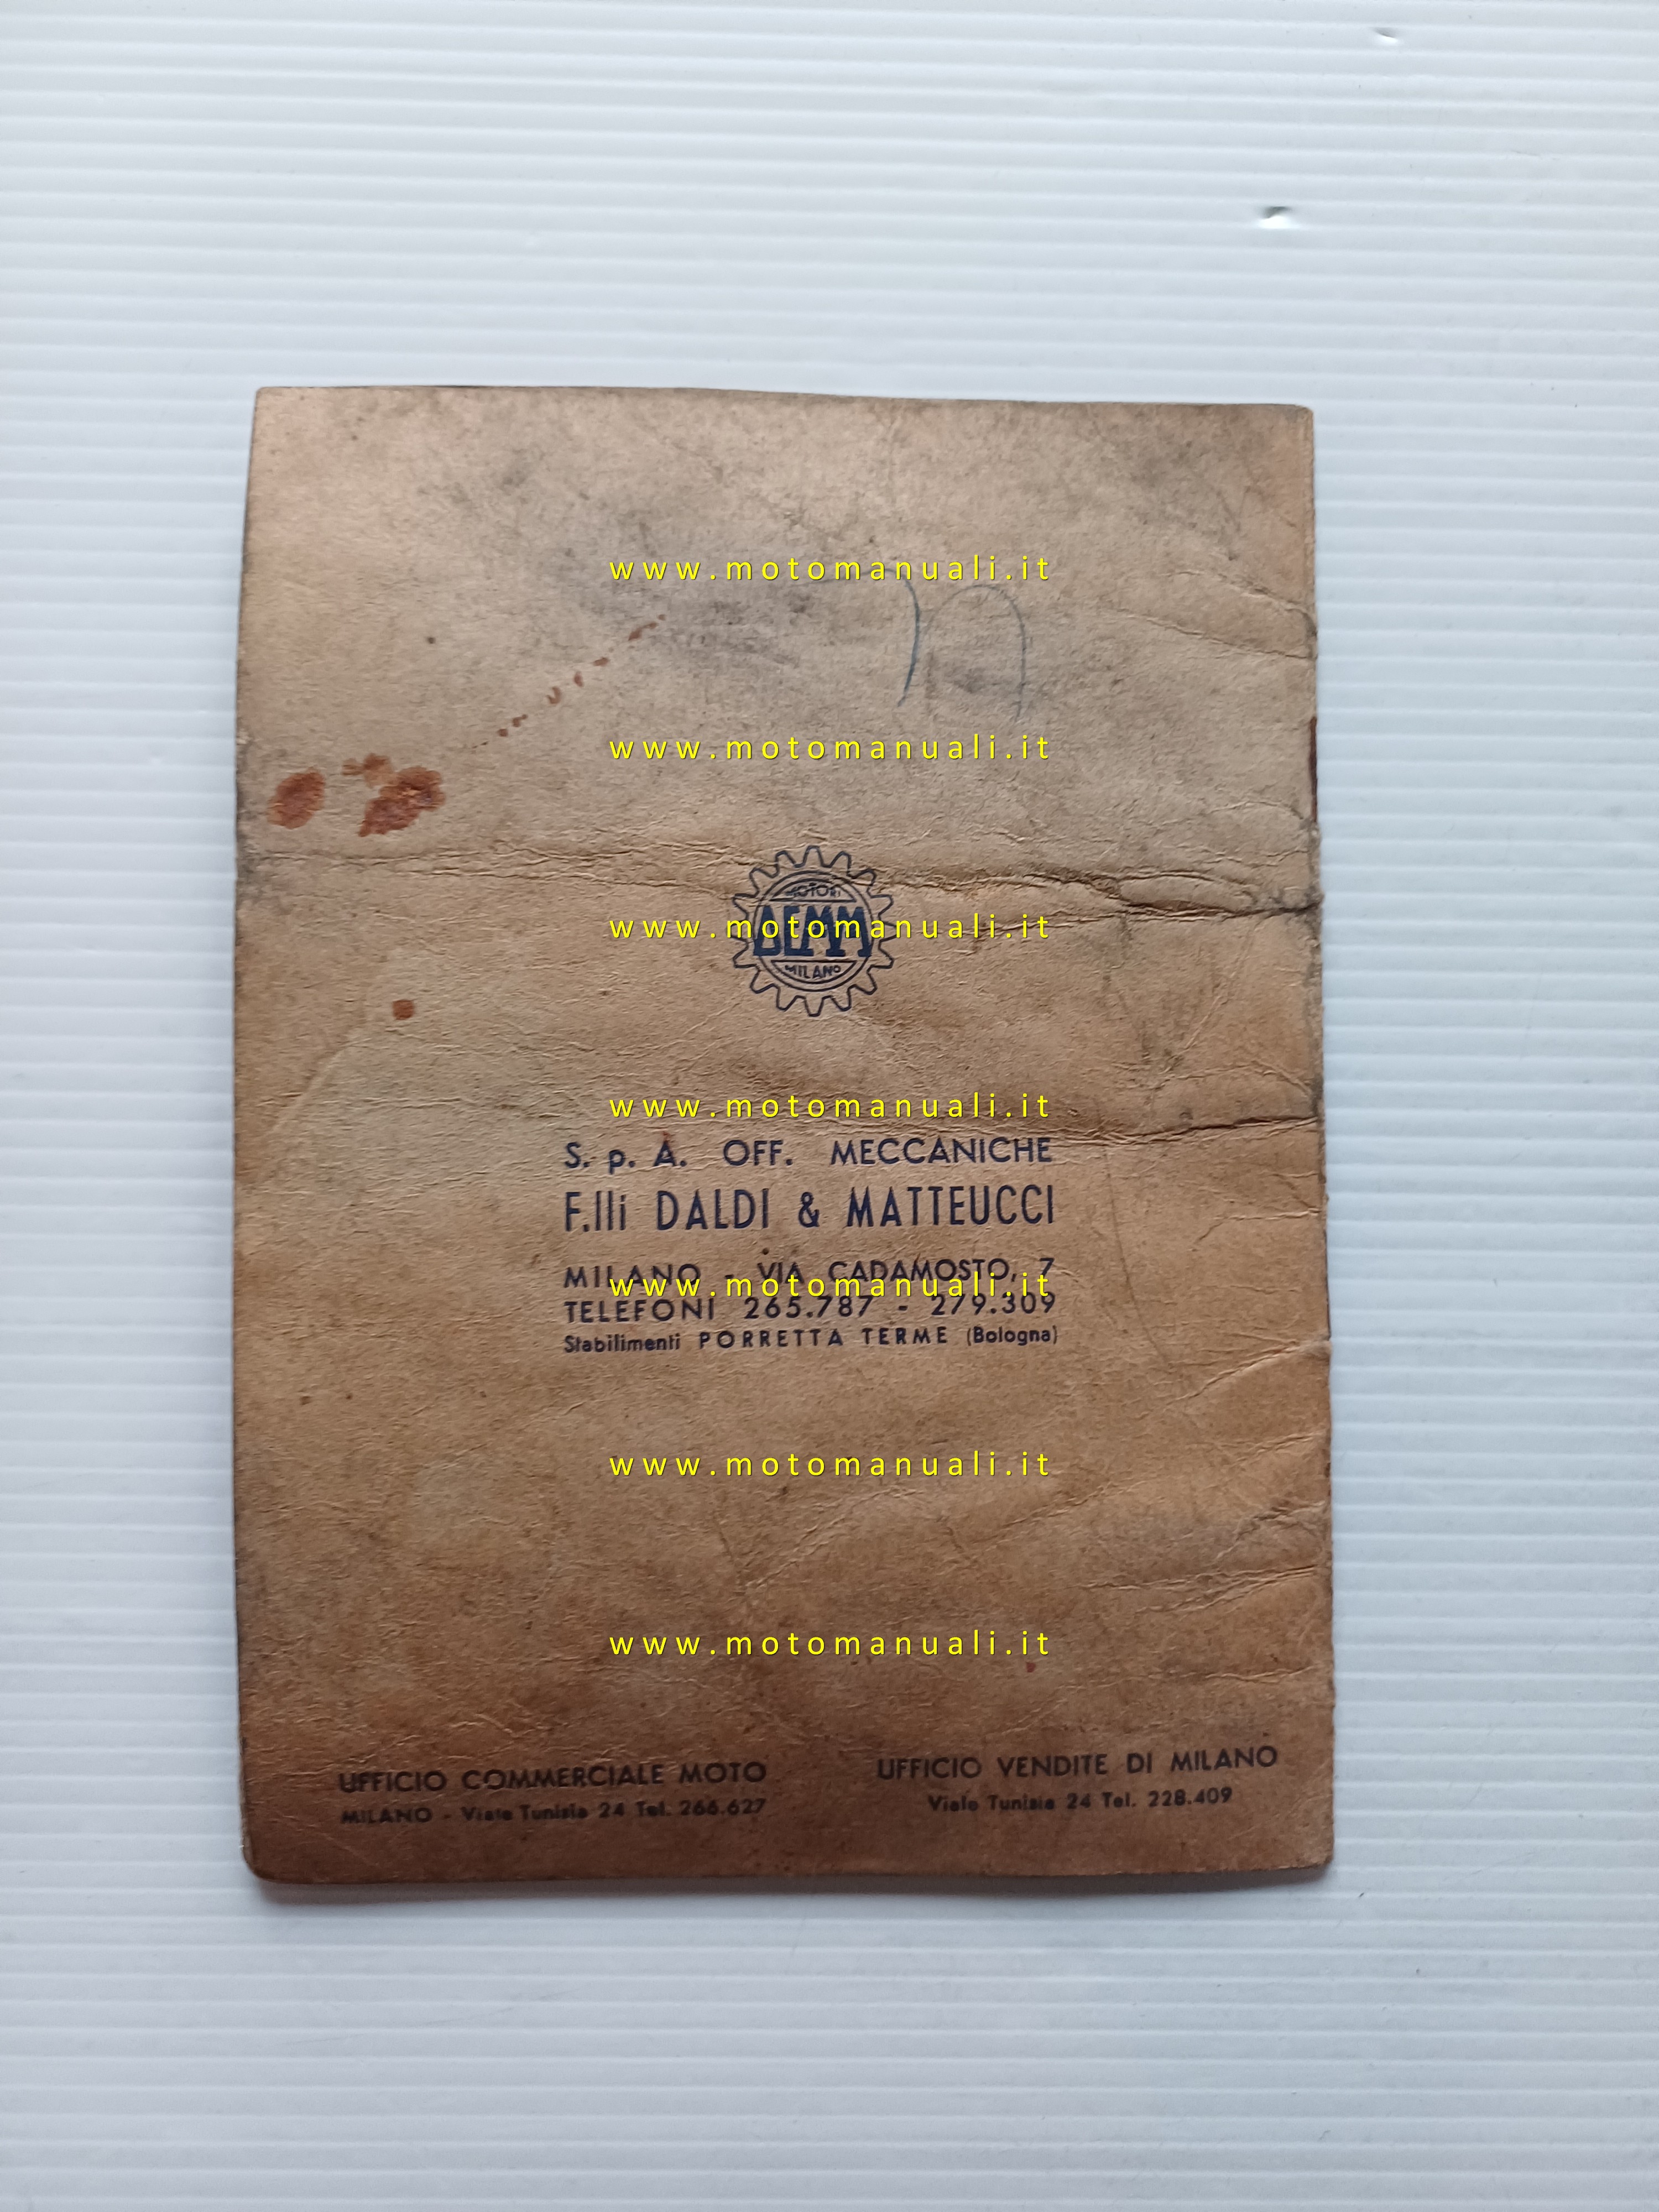 www.motomanuali.it
www.motomanuali.it
MOTORI
DEMM
www.motomanuali.it
MILANO
www.motomanuali.it
S. p. A. OFF. MECCANICHE
F.lli DALDI & MATTEUCCI
MILANO - VIA CADAMOSTO, 7
www.motomanuali.it
TELEFONI 265.787 - 279.309
Stabilimenti PORRETTA TERME (Bologna)
www.motomanuali.it
www.motomanuali.it
UFFICIO COMMERCIALE MOTO
MILANO - Viale Tunisia 24 Tel. 266.627
UFFICIO VENDITE DI MILANO
Viale Tunisia 24 Tel. 228.409